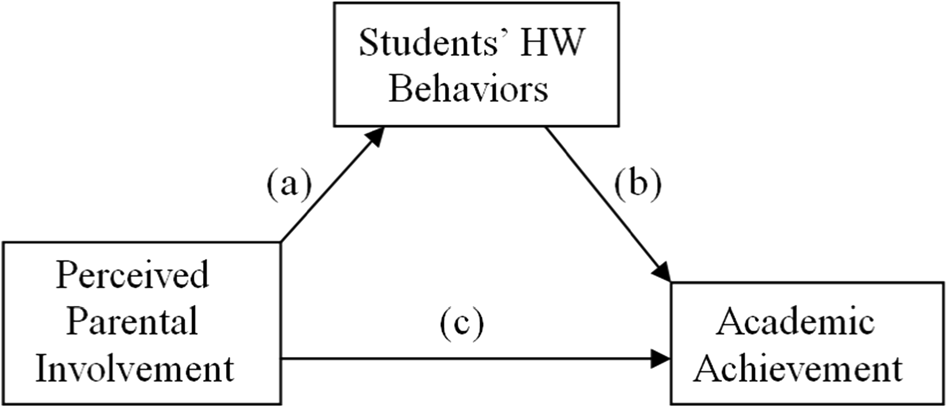 Students’ HW
Behaviors
(a)
(b)
Perceived
Parental
Involvement
(c)
Academic
Achievement